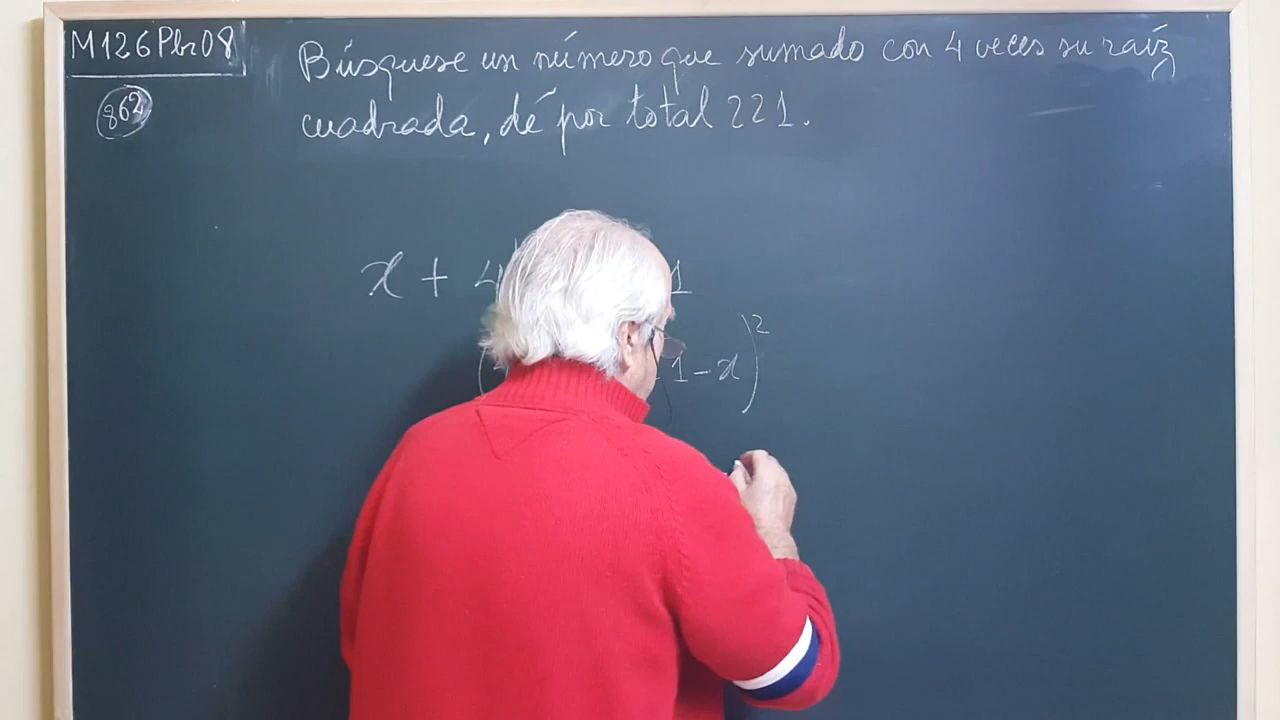 M126Pbr08
862
Búsquese un número que sumado con 4 veces su raíz
cuadrada, dé por total 221.
x + 4 1
( 1 - x)²